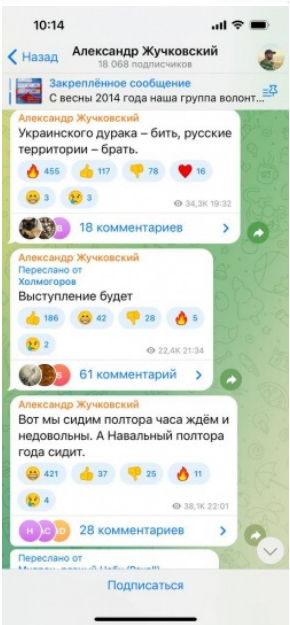 10:14
Назад
Александр Жучковский
18 068 подписчиков
Закреплённое сообщение
С весны 2014 года наша группа волонт...
Александр Жучковский
Украинского дурака – бить, русские
территории – брать.
455 117 78 16
3 3
34,3K 19:32
В
18 комментариев
Александр Жучковский
Переслано от
Холмогоров
Выступление будет
186 42 28 5
2
22,4K 21:34
61 комментарий
Александр Жучковский
Вот мы сидим полтора часа ждём и
недовольны. А Навальный полтора
года сидит.
421 37 25 11
4
38,1K 22:01
Н
28 комментариев
Переслано от
Подписаться